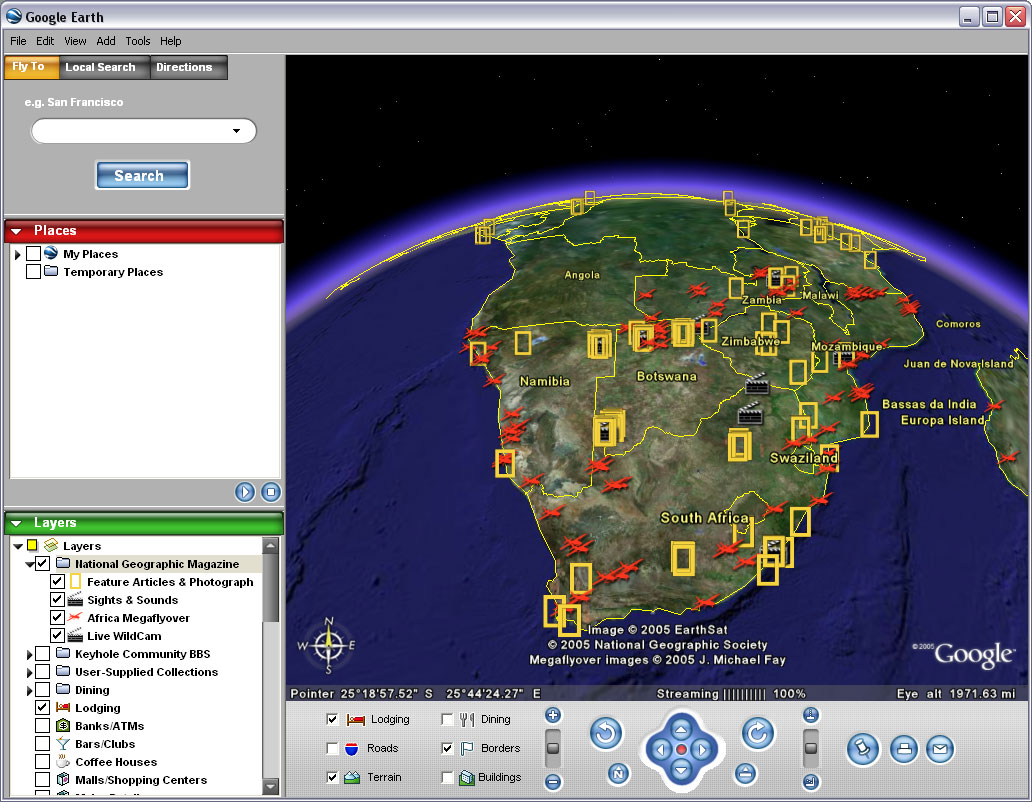 Google Earth
File Edit View Add Tools Help
Fly To Local Search Directions
e.g. San Francisco
Search
Places
My Places
Temporary Places
Layers
Layers
National Geographic Magazine
Feature Articles & Photograph
Sights & Sounds
Africa Megaflyover
Live WildCam
Keyhole Community BBS
User-Supplied Collections
Dining
Lodging
Banks/ATMs
Bars/Clubs
Coffee Houses
Malls/Shopping Centers
Angola
Zambia
Malawi
Comoros
Zimbabwe
Mozambique
Juan de Nova Island
Namibia
Botswana
Bassas da India
Europa Island
Swaziland
South Africa
N
W E
S
Image © 2005 EarthSat
© 2005 National Geographic Society
Megaflyover images © 2005 J. Michael Fay
©2005 Google
Pointer 25°18'57.52" S 25°44'24.27" E Streaming |||||||||| 100% Eye alt 1971.63 mi
Lodging Dining
Roads Borders
Terrain Buildings
N